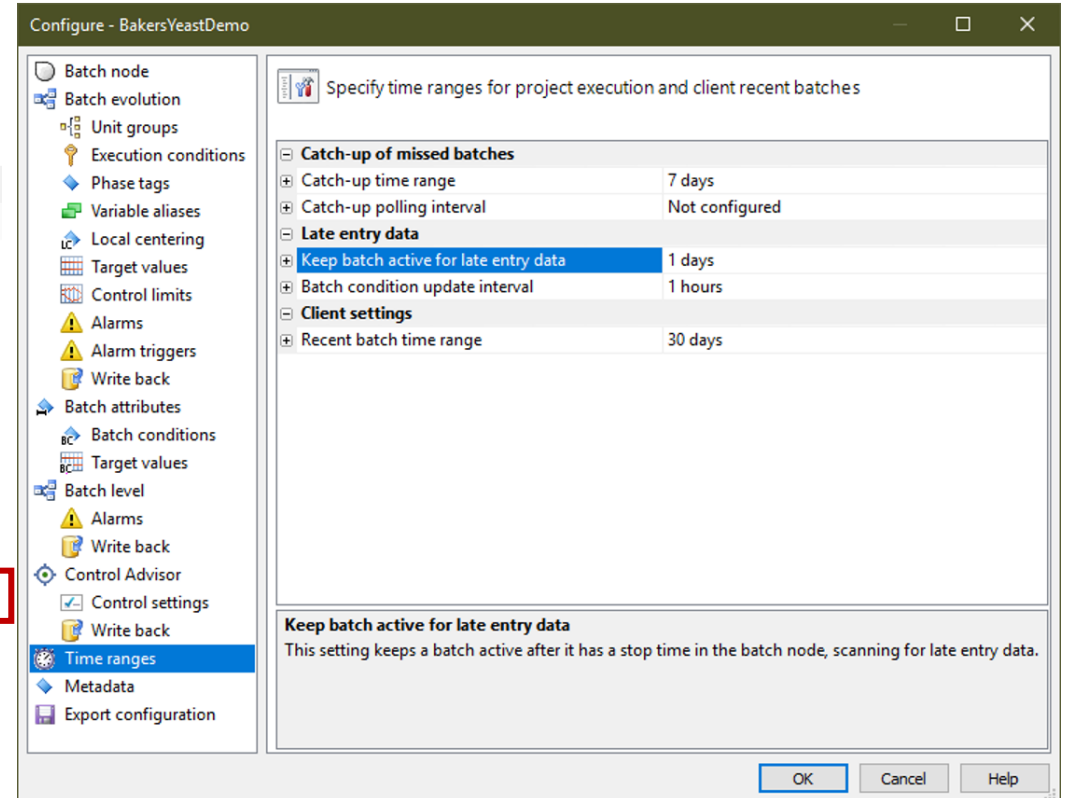 Configure - BakersYeastDemo
Batch node
Batch evolution
Unit groups
Execution conditions
Phase tags
Variable aliases
Local centering
Target values
Control limits
Alarms
Alarm triggers
Write back
Batch attributes
Batch conditions
Target values
Batch level
Alarms
Write back
Control Advisor
Control settings
Write back
Time ranges
Metadata
Export configuration
Specify time ranges for project execution and client recent batches
Catch-up of missed batches
Catch-up time range 7 days
Catch-up polling interval Not configured
Late entry data
Keep batch active for late entry data 1 days
Batch condition update interval 1 hours
Client settings
Recent batch time range 30 days
Keep batch active for late entry data
This setting keeps a batch active after it has a stop time in the batch node, scanning for late entry data.
OK Cancel Help